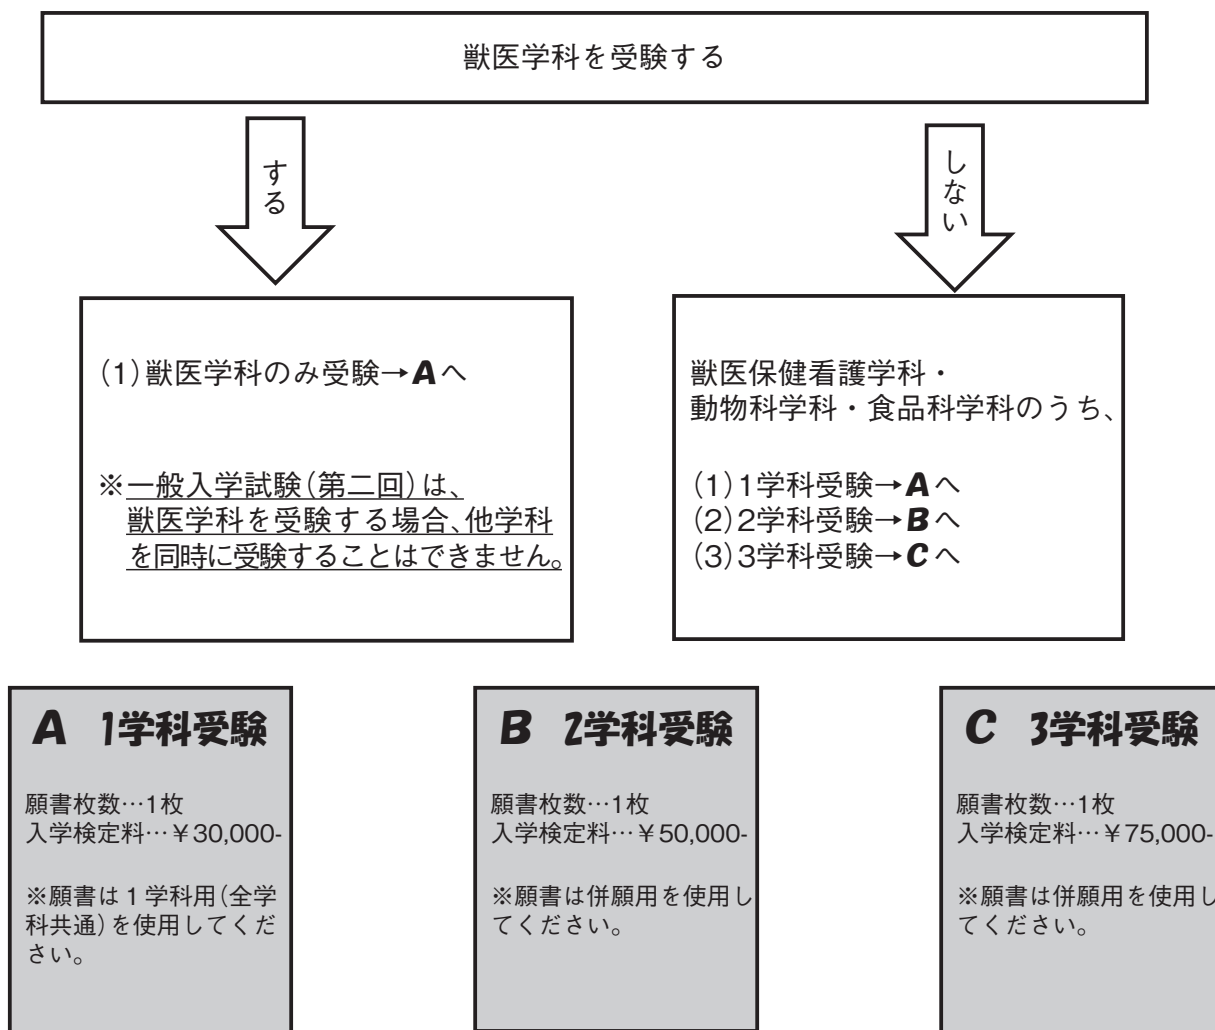 獣医学科を受験する
する
しない
(1)獣医学科のみ受験→Aへ
※一般入学試験(第二回)は、
獣医学科を受験する場合、他学科
を同時に受験することはできません。
獣医保健看護学科・
動物科学科・食品科学科のうち、
(1)1学科受験→Aへ
(2)2学科受験→Bへ
(3)3学科受験→Cへ
A 1学科受験
願書枚数…1枚
入学検定料…￥30,000-
※願書は1学科用(全学
科共通)を使用してくだ
さい。
B 2学科受験
願書枚数…1枚
入学検定料…￥50,000-
※願書は併願用を使用し
てください。
C 3学科受験
願書枚数…1枚
入学検定料…￥75,000-
※願書は併願用を使用し
てください。